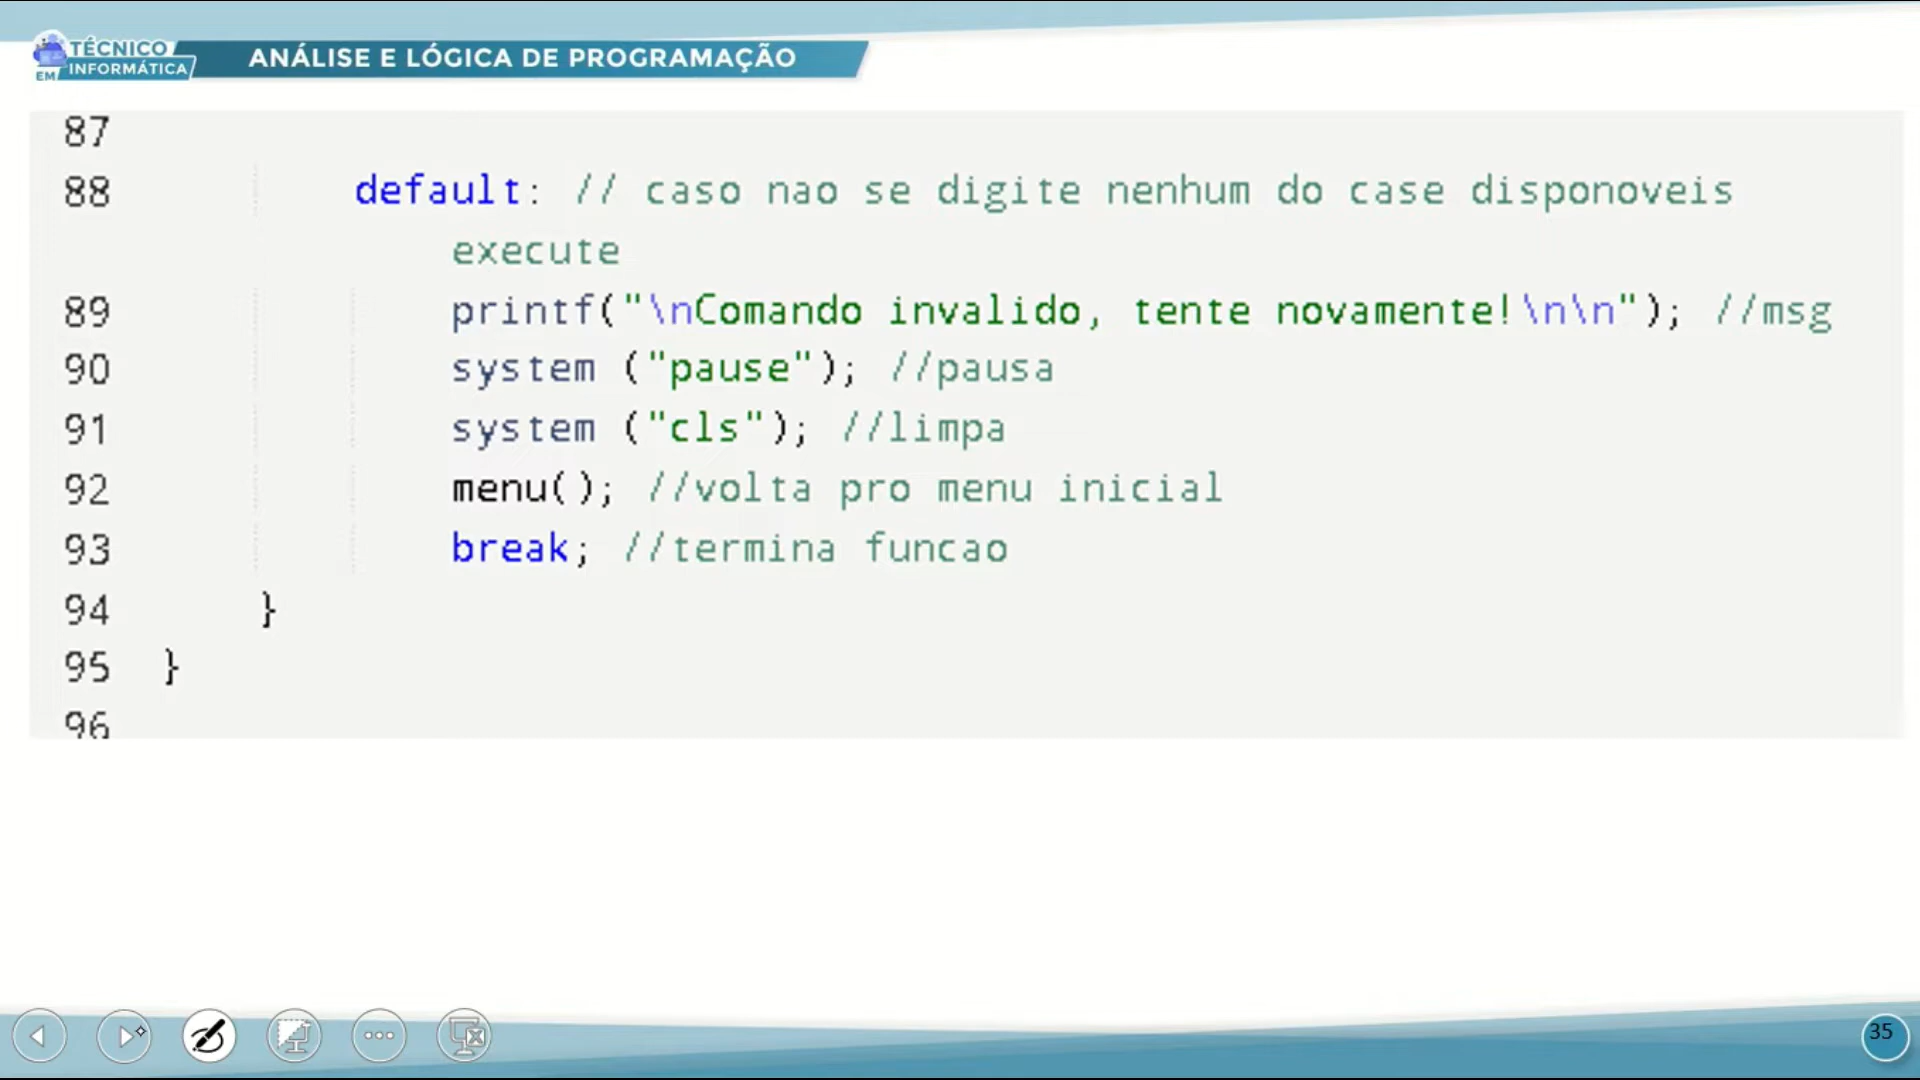 TÉCNICO
EM INFORMÁTICA
ANÁLISE E LÓGICA DE PROGRAMAÇÃO
87
88 default: // caso nao se digite nenhum do case disponoveis
execute
89 printf("\nComando invalido, tente novamente!\n\n"); //msg
90 system ("pause"); //pausa
91 system ("cls"); //limpa
92 menu(); //volta pro menu inicial
93 break; //termina funcao
94 }
95 }
96
35